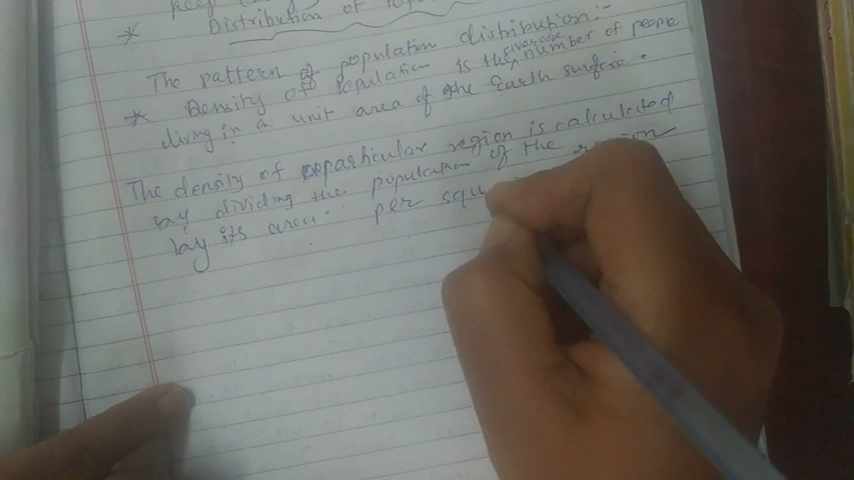 * Distribution of
The pattern of population distribution:-
* Density of Population is the average number of people
living in a unit area of the Earth surface.
The density of particular region is calculated
by dividing the population of the region
by its area. per squ